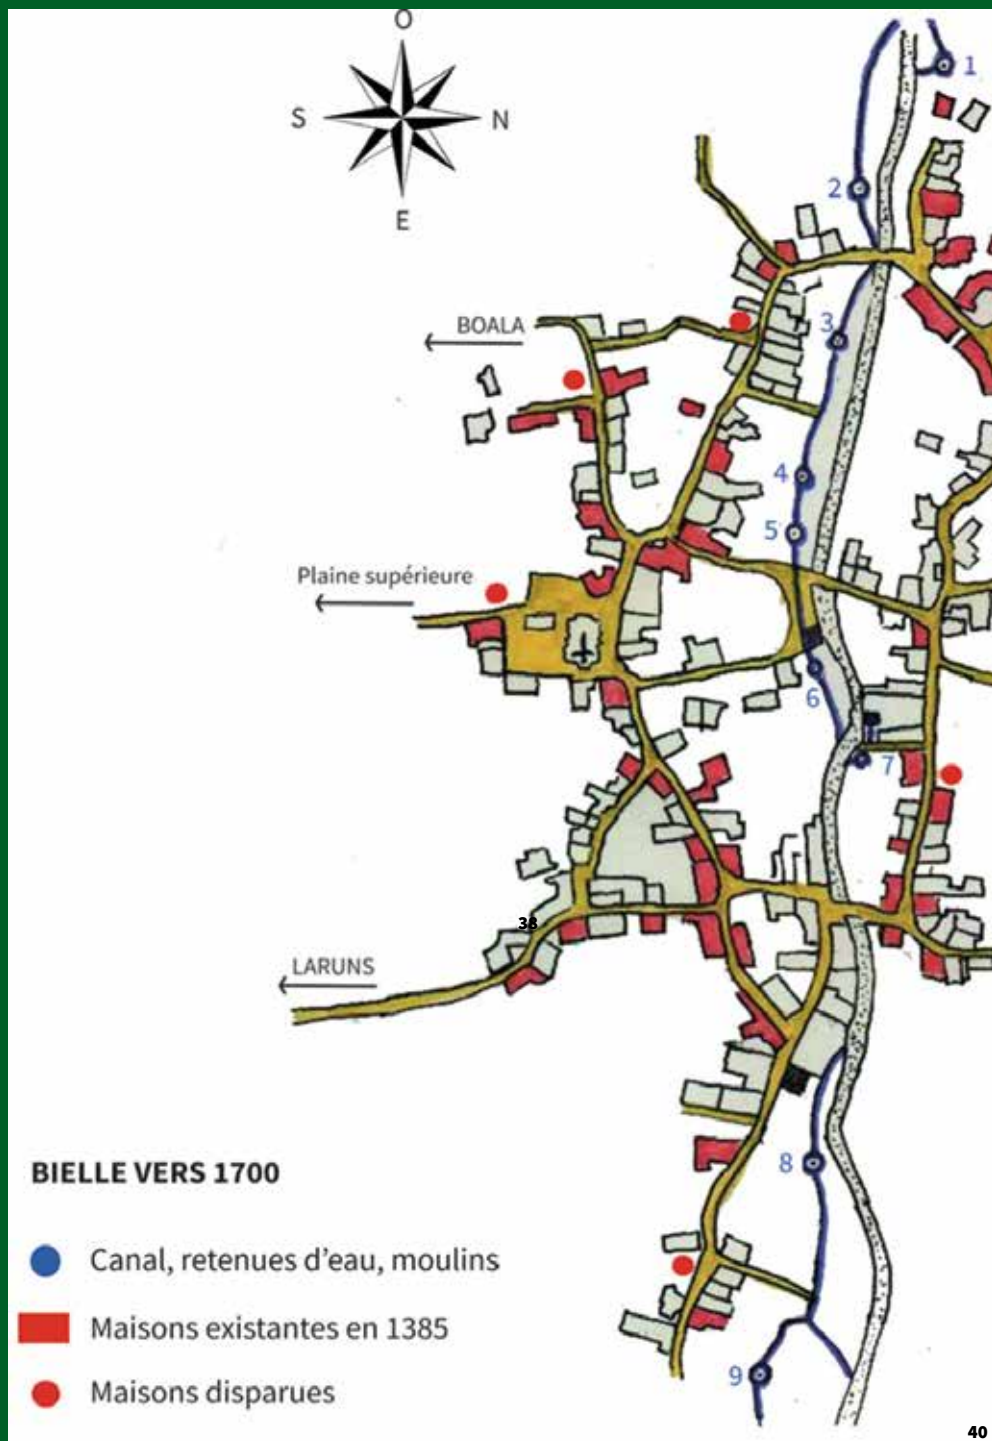 O
S
N
E
1
2
3
BOALA
4
5
Plaine supérieure
6
7
38
LARUNS
8
9
BIELLE VERS 1700
Canal, retenues d'eau, moulins
Maisons existantes en 1385
Maisons disparues
40